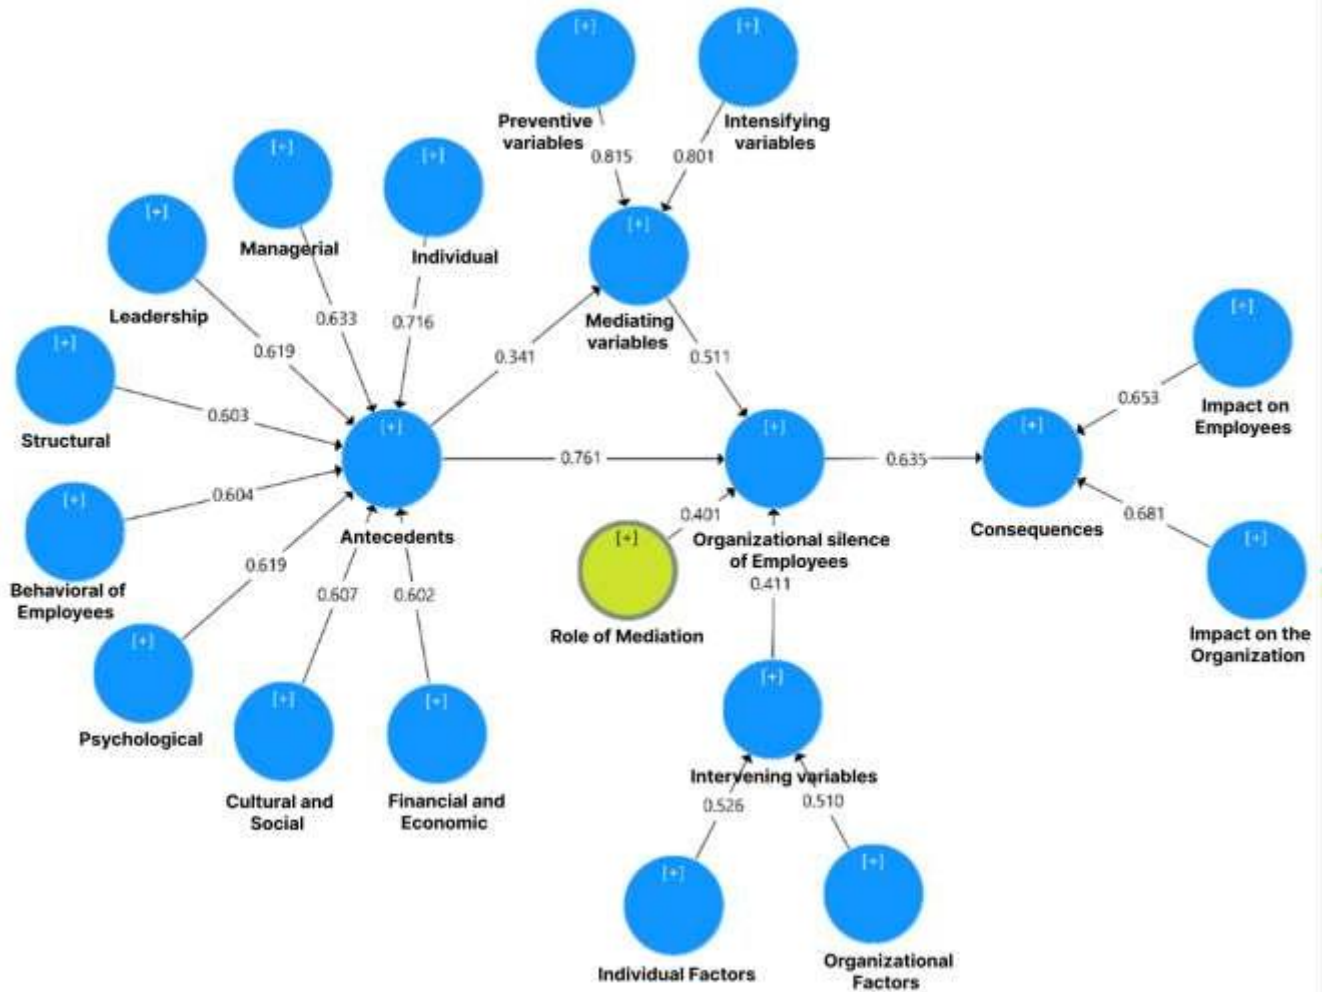 [+]
[+]
Preventive
variables
Intensifying
variables
0.815
0.801
[+]
[+]
[+]
Managerial
Individual
[+]
Leadership
0.633
0.716
0.619
Mediating
variables
0.341
0.511
[+]
Structural
0.603
[+]
Impact on
Employees
0.653
[+]
Antecedents
0.761
[+]
Organizational silence
of Employees
0.635
[+]
Consequences
[+]
Behavioral of
Employees
0.604
0.401
[+]
Role of Mediation
0.681
[+]
Impact on the
Organization
0.619
0.607
0.602
0.411
[+]
Psychological
[+]
Cultural and
Social
[+]
Financial and
Economic
[+]
Intervening variables
0.526
0.510
[+]
Individual Factors
[+]
Organizational
Factors